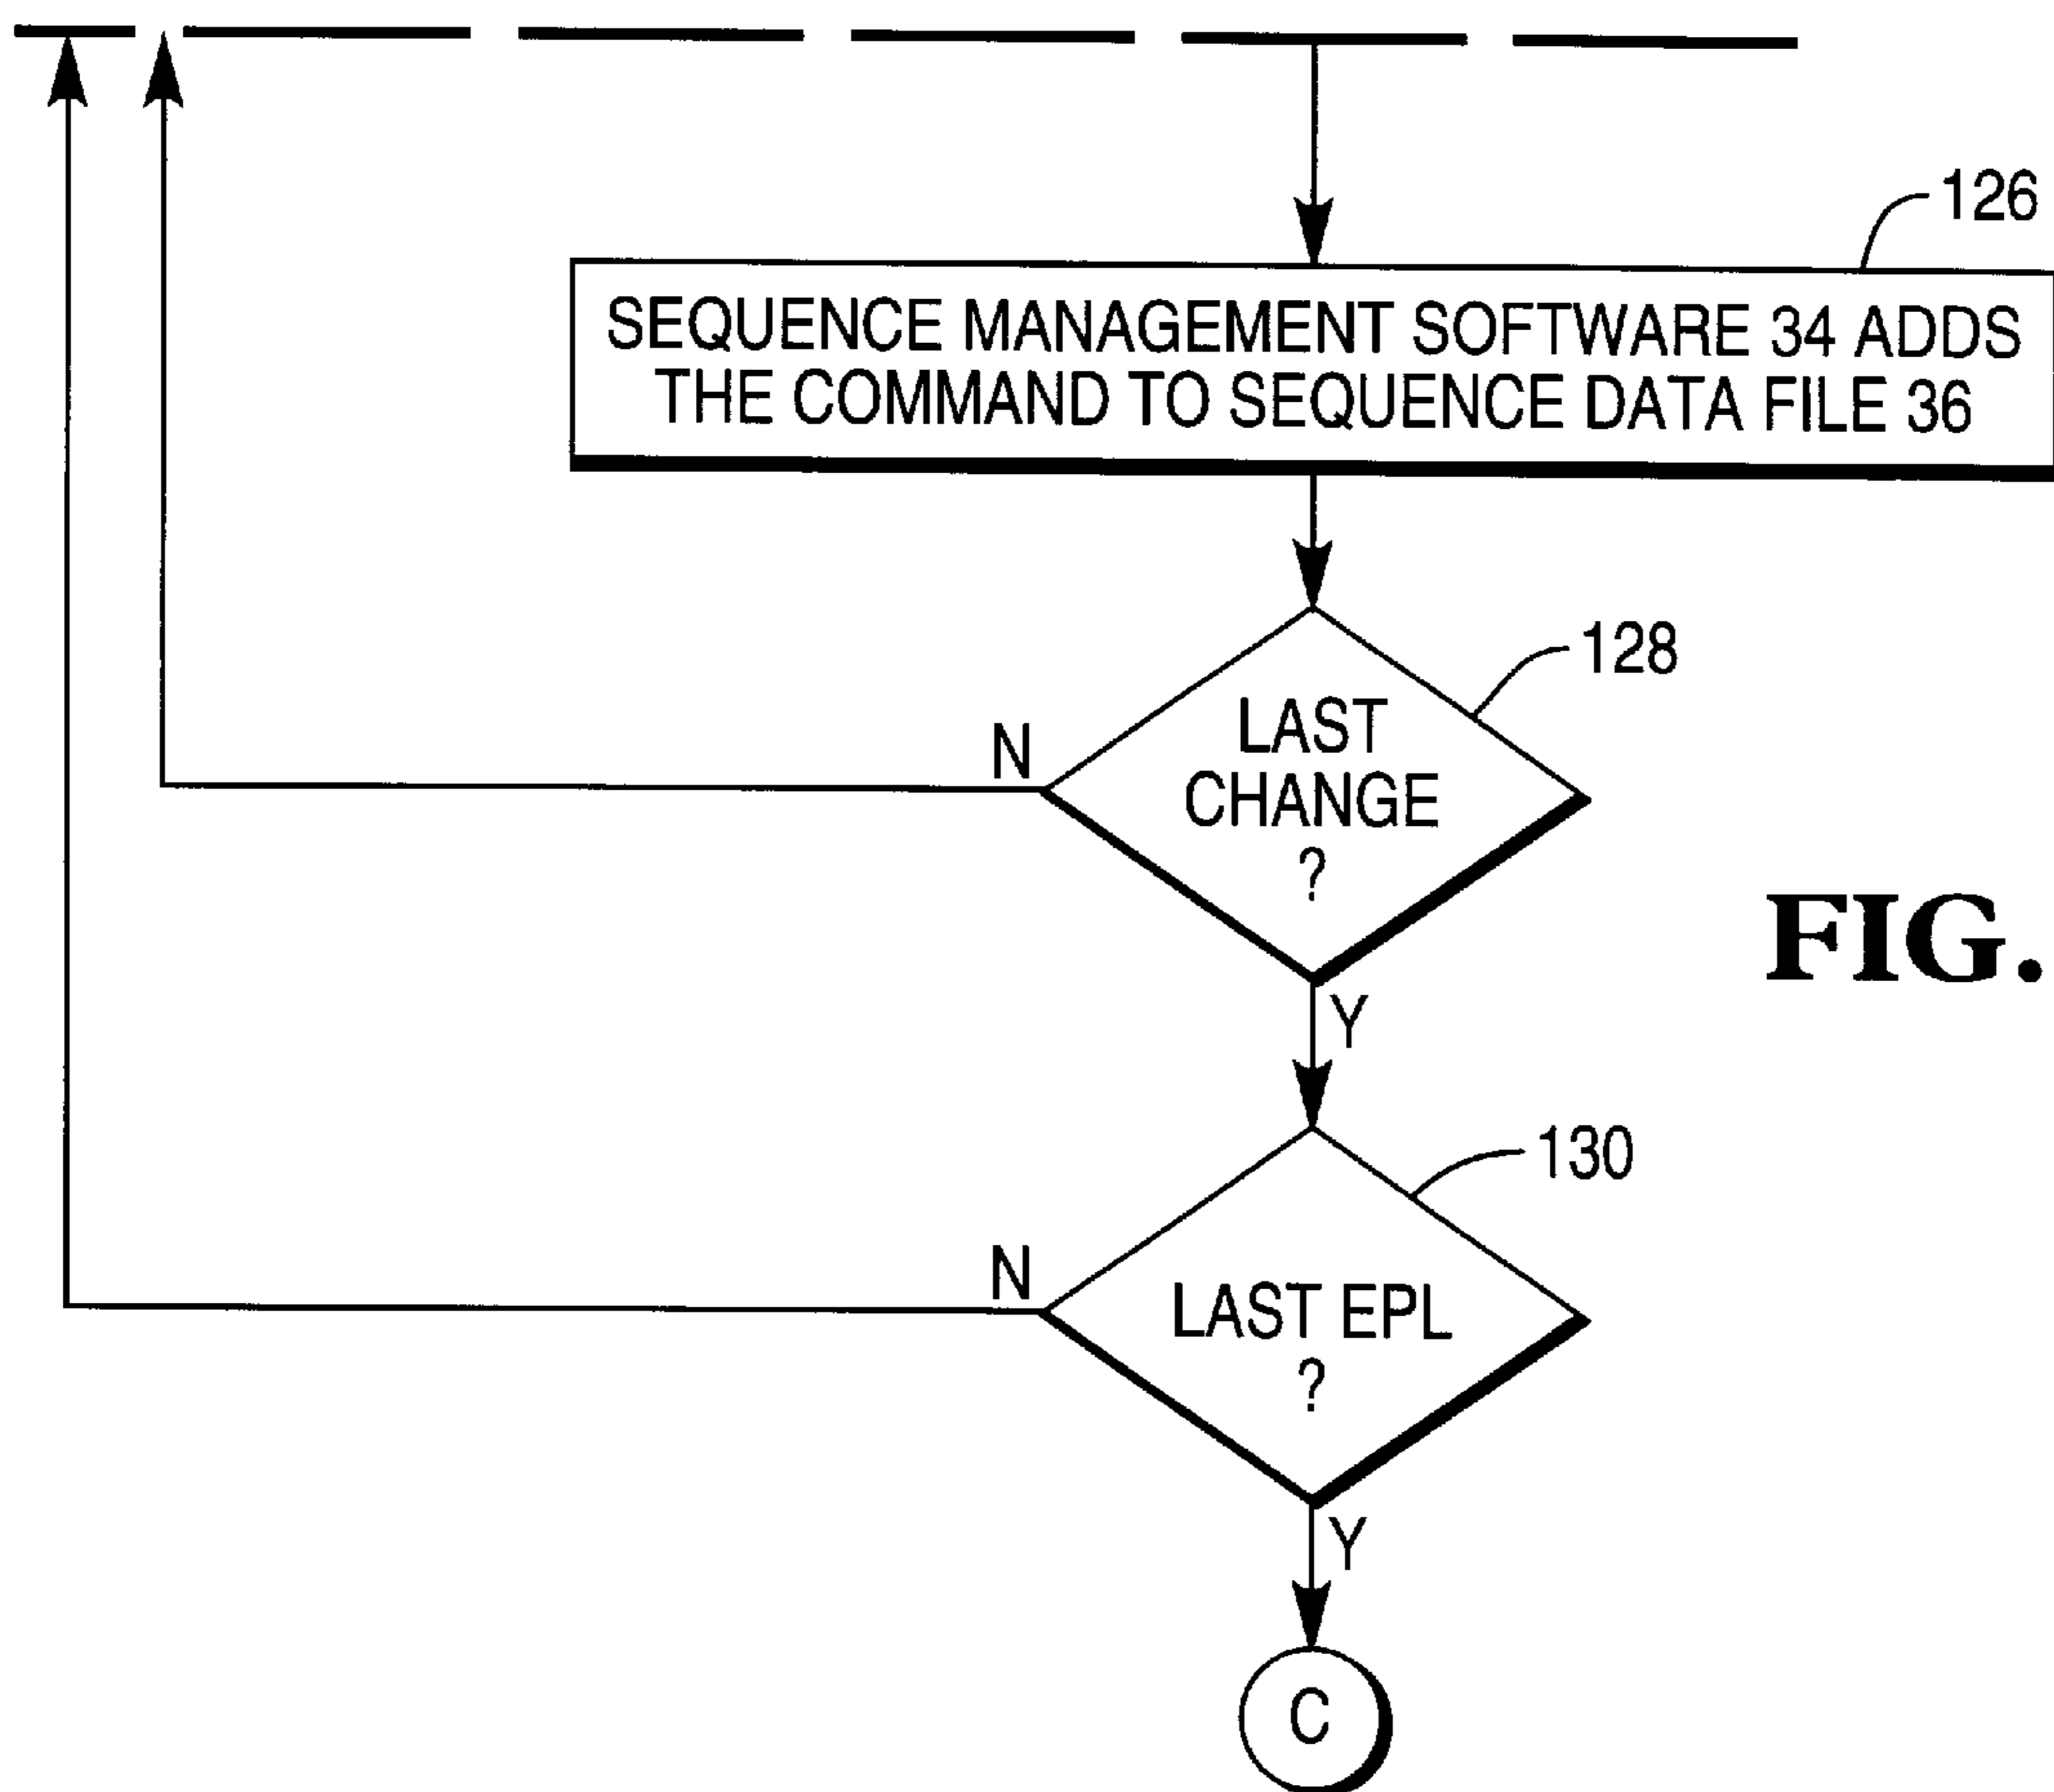 126
SEQUENCE MANAGEMENT SOFTWARE 34 ADDS
THE COMMAND TO SEQUENCE DATA FILE 36
128
LAST
CHANGE
?
N
FIG.
Y
130
LAST EPL
?
N
Y
C